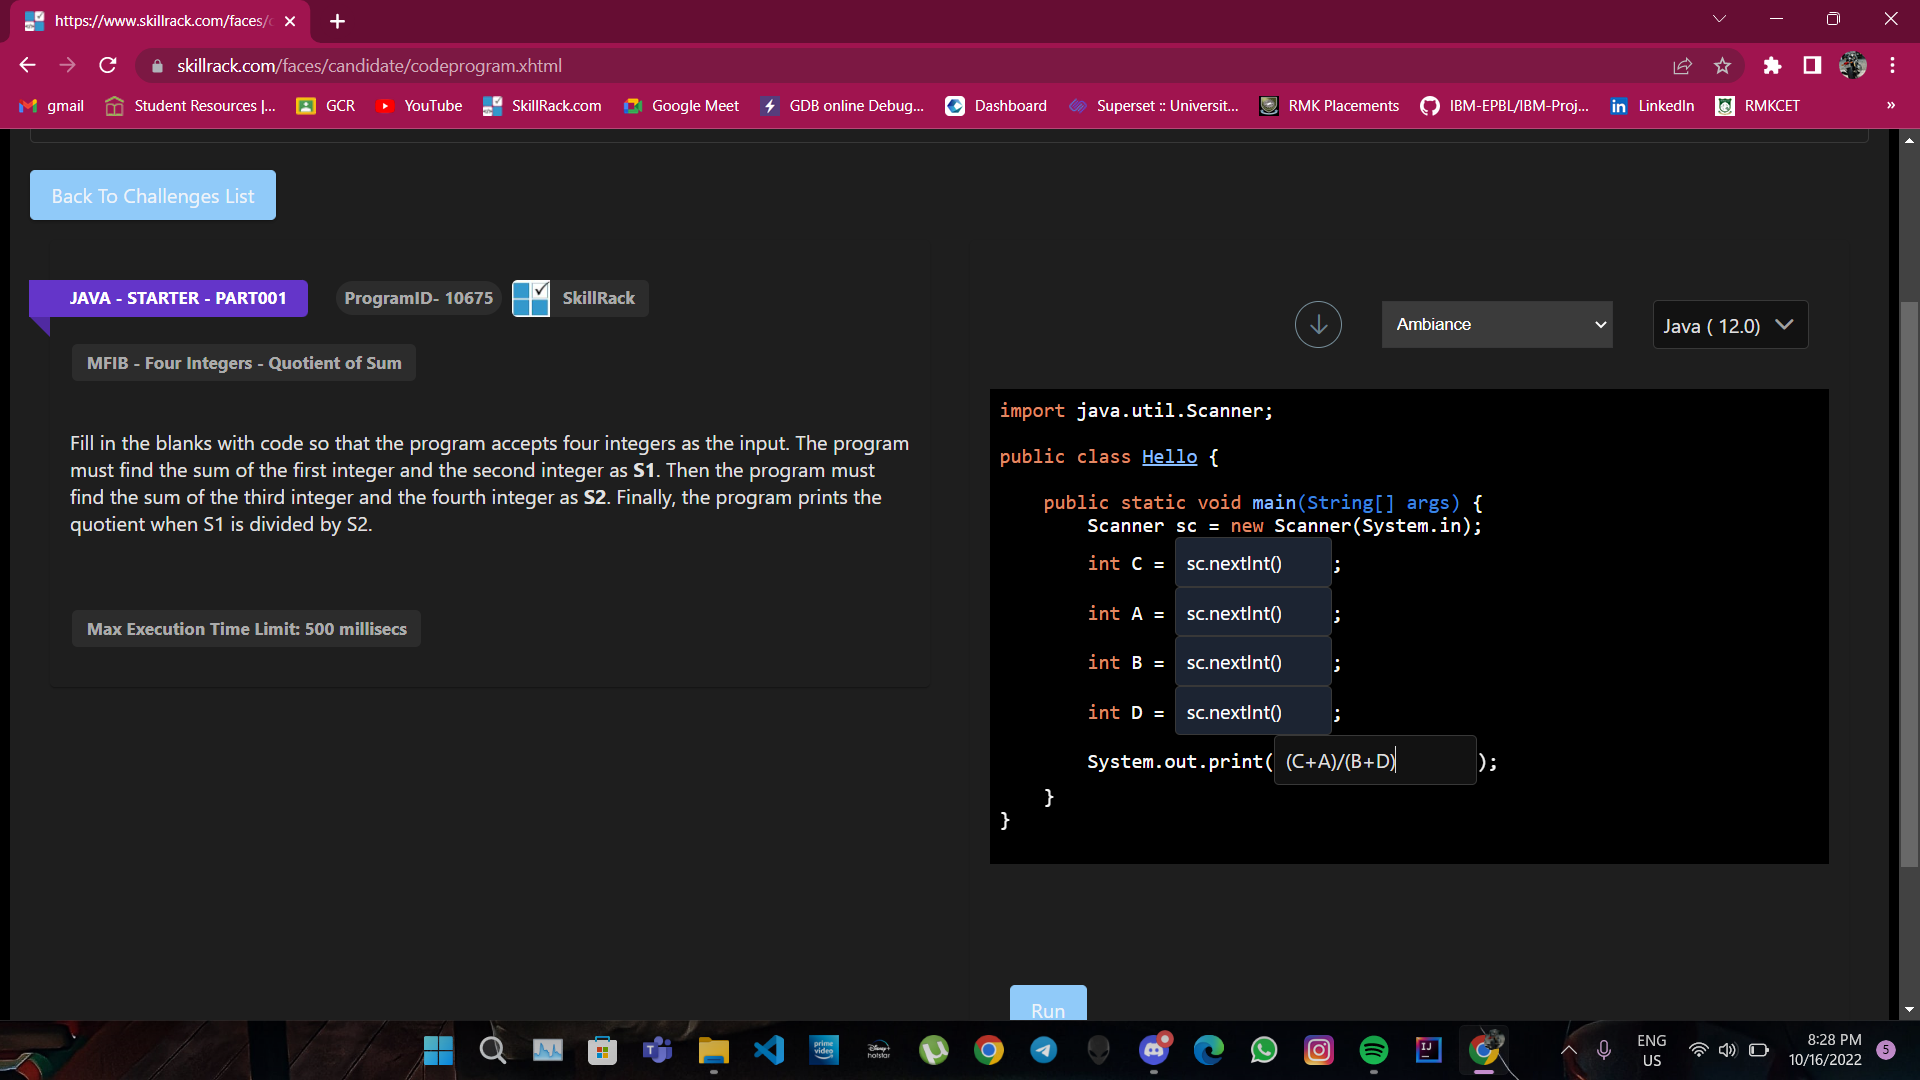 https://www.skillrack.com/faces/c
skillrack.com/faces/candidate/codeprogram.xhtml
gmail
Student Resources |...
GCR
YouTube
SkillRack.com
Google Meet
GDB online Debug...
Dashboard
Superset :: Universit...
RMK Placements
IBM-EPBL/IBM-Proj...
LinkedIn
RMKCET
»
Back To Challenges List
JAVA - STARTER - PART001
ProgramID- 10675
SkillRack
MFIB - Four Integers - Quotient of Sum
Fill in the blanks with code so that the program accepts four integers as the input. The program
must find the sum of the first integer and the second integer as S1. Then the program must
find the sum of the third integer and the fourth integer as S2. Finally, the program prints the
quotient when S1 is divided by S2.
Max Execution Time Limit: 500 millisecs
Ambiance
Java ( 12.0)
import java.util.Scanner;
public class Hello {
public static void main(String[] args) {
Scanner sc = new Scanner(System.in);
int C = sc.nextInt() ;
int A = sc.nextInt() ;
int B = sc.nextInt() ;
int D = sc.nextInt() ;
System.out.print( (C+A)/(B+D) );
}
}
Run
prime video
Disney+ hotstar
IJ
ENG
US
8:28 PM
10/16/2022
5